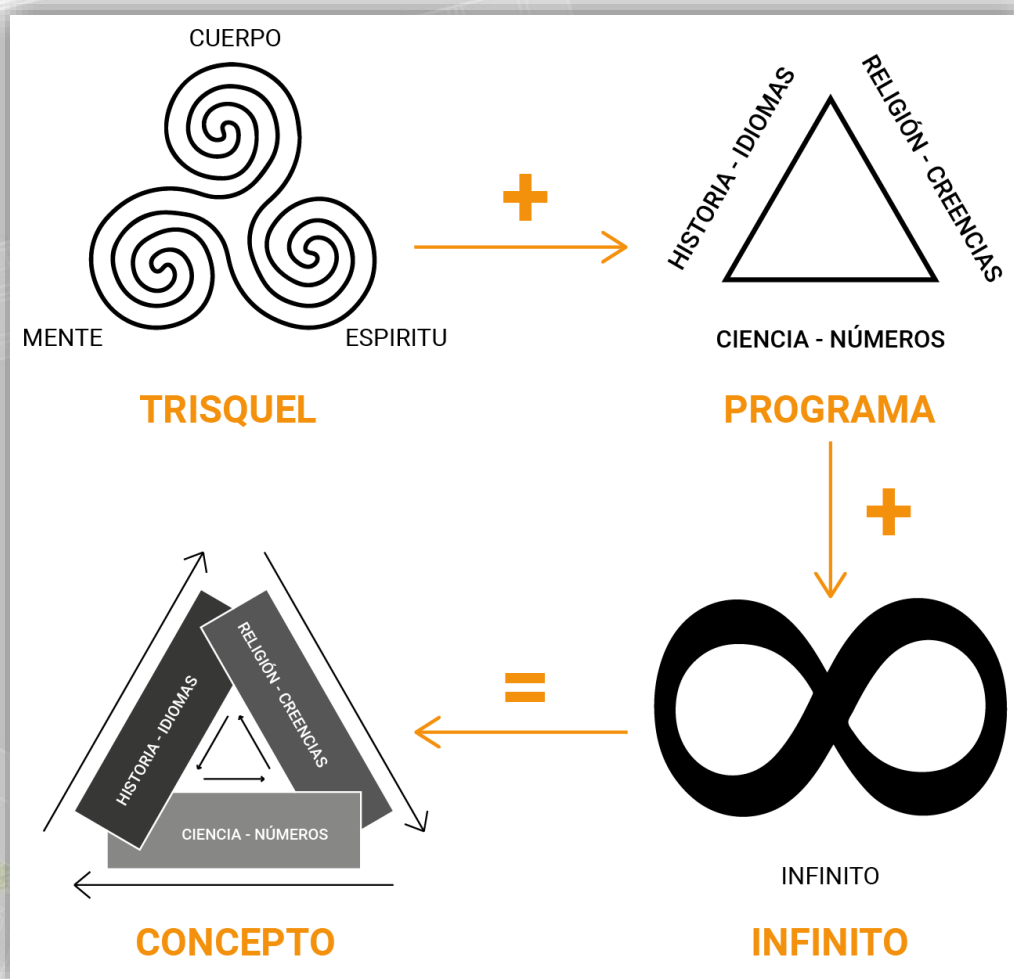 CUERPO
MENTE
ESPIRITU
TRISQUEL
+
HISTORIA - IDIOMAS
RELIGIÓN - CREENCIAS
CIENCIA - NÚMEROS
PROGRAMA
+
INFINITO
INFINITO
=
HISTORIA - IDIOMAS
RELIGIÓN - CREENCIAS
CIENCIA - NÚMEROS
CONCEPTO